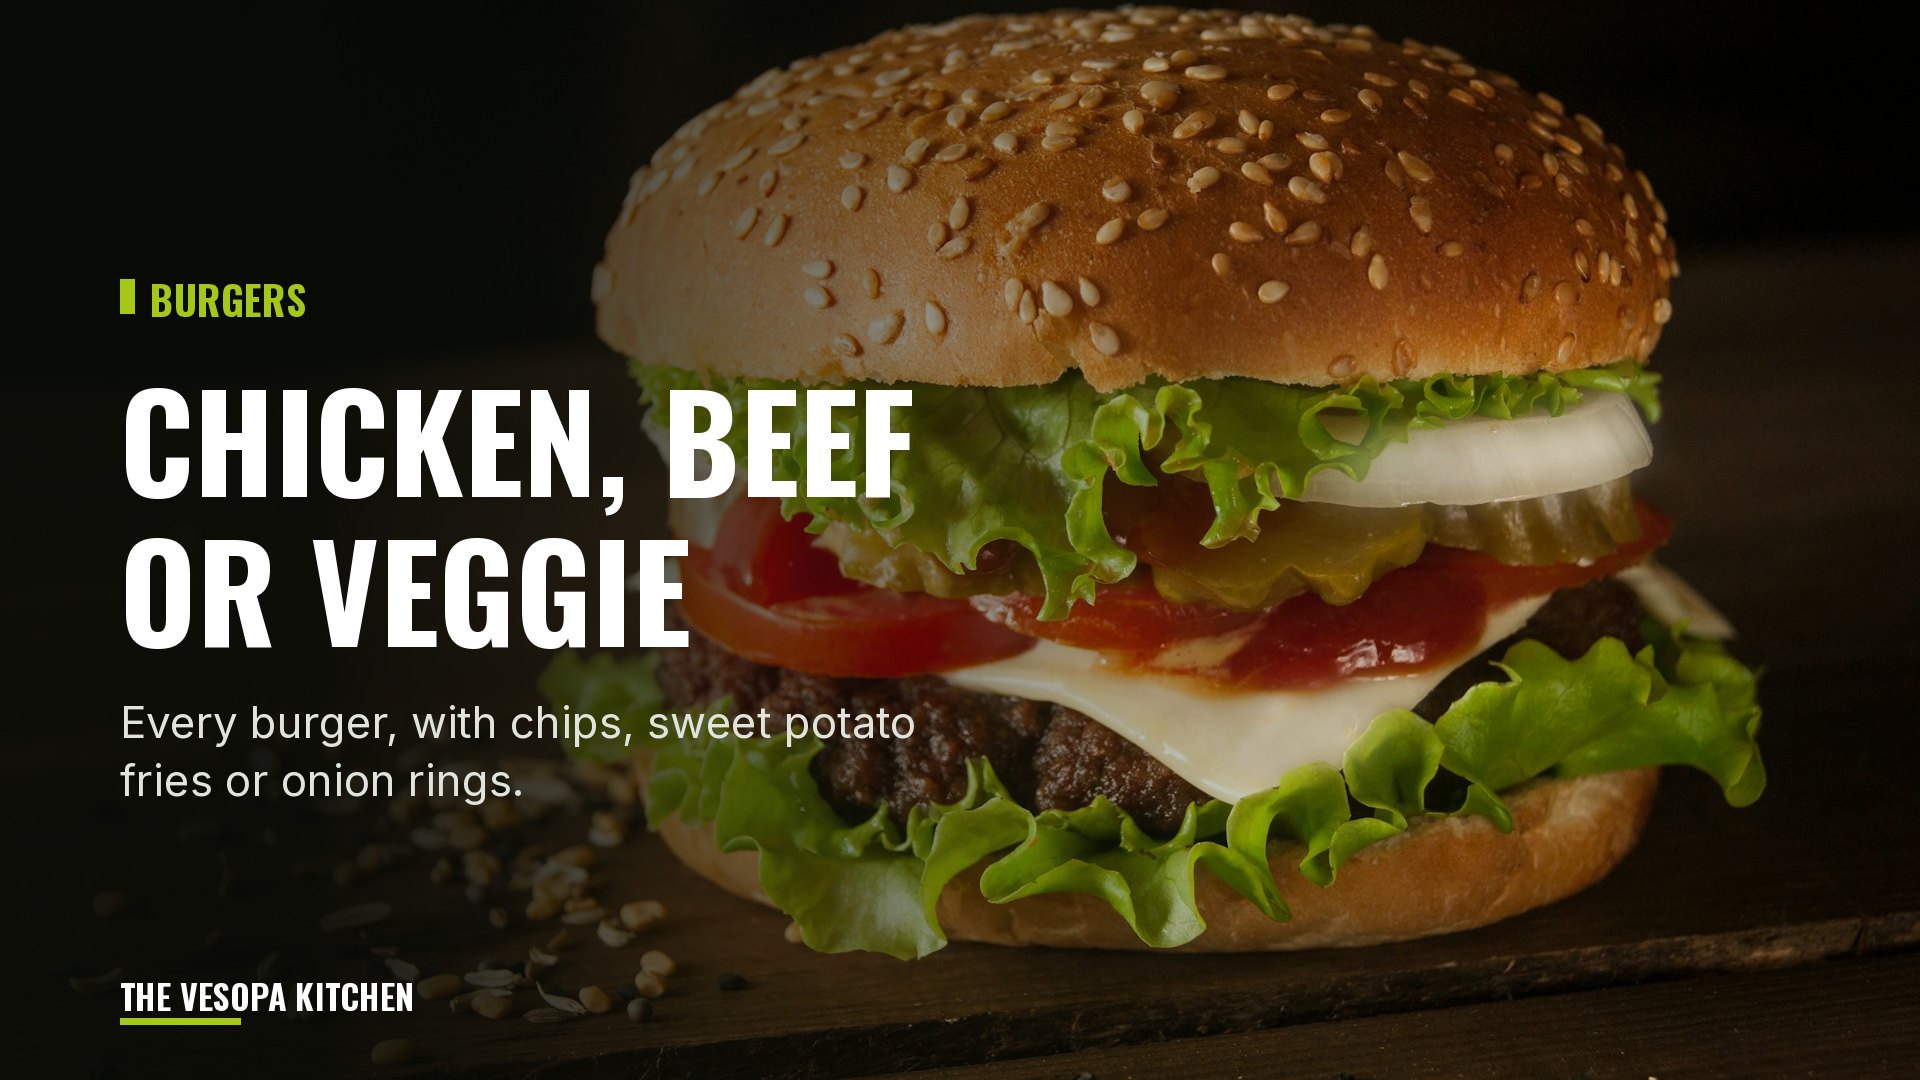 BURGERS
CHICKEN, BEEF
OR VEGGIE
Every burger, with chips, sweet potato
fries or onion rings.
THE VESOPA KITCHEN